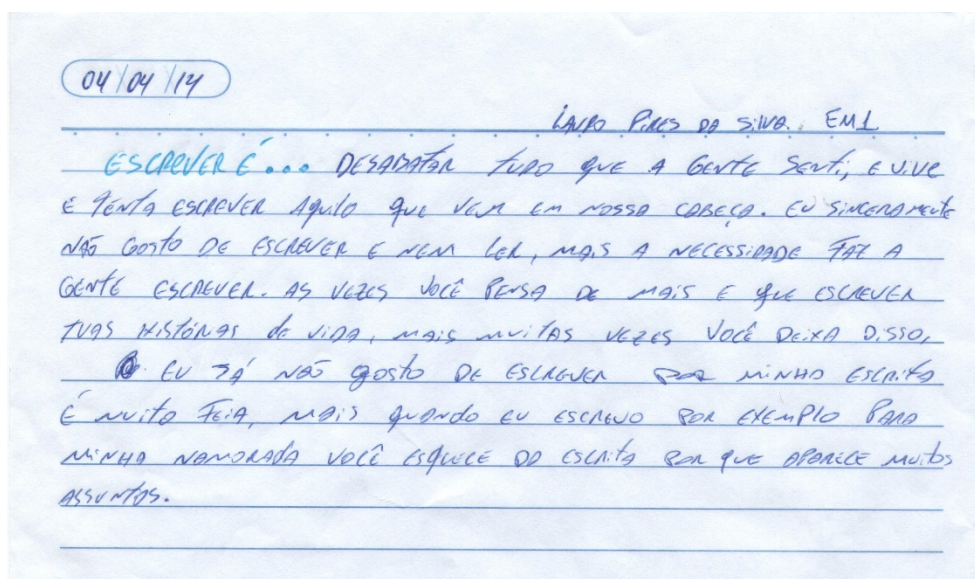 04/04/14
LAURO PIRES DA SILVA. EM1
ESCREVER É... DESABATAR TUDO QUE A GENTE SENTI, E VIVE
E TENTA ESCREVER AQUILO QUE VEM EM NOSSA CABEÇA. EU SINCERAMENTE
NÃO GOSTO DE ESCREVER E NEM LER, MAIS A NECESSIDADE FAZ A
GENTE ESCREVER. AS VEZES VOCÊ PENSA DE MAIS E QUE ESCREVER
TUAS HISTÓRIAS de VIDA, MAIS MUITAS VEZES VOCÊ DEIXA DISSO,
EU JÁ NÃO GOSTO DE ESCREVER POR MINHA ESCRITA
É MUITO FEIA, MAIS QUANDO EU ESCREVO POR EXEMPLO PARA
MINHA NAMORADA VOCÊ ESQUECE DA ESCRITA POR QUE APARECE MUITOS
ASSUNTOS.